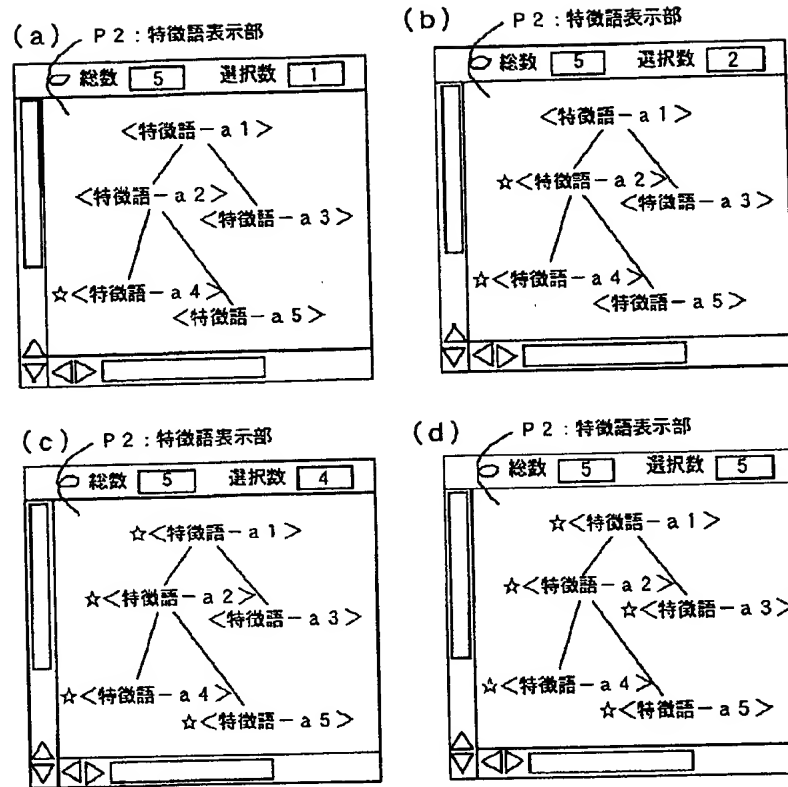 (a) P2:特徴語表示部
総数 5 選択数 1
<特徴語-a1>
<特徴語-a2>
<特徴語-a3>
☆<特徴語-a4>
<特徴語-a5>
(b) P2:特徴語表示部
総数 5 選択数 2
<特徴語-a1>
☆<特徴語-a2>
<特徴語-a3>
☆<特徴語-a4>
<特徴語-a5>
(c) P2:特徴語表示部
総数 5 選択数 4
☆<特徴語-a1>
☆<特徴語-a2>
<特徴語-a3>
☆<特徴語-a4>
☆<特徴語-a5>
(d) P2:特徴語表示部
総数 5 選択数 5
☆<特徴語-a1>
☆<特徴語-a2>
☆<特徴語-a3>
☆<特徴語-a4>
☆<特徴語-a5>